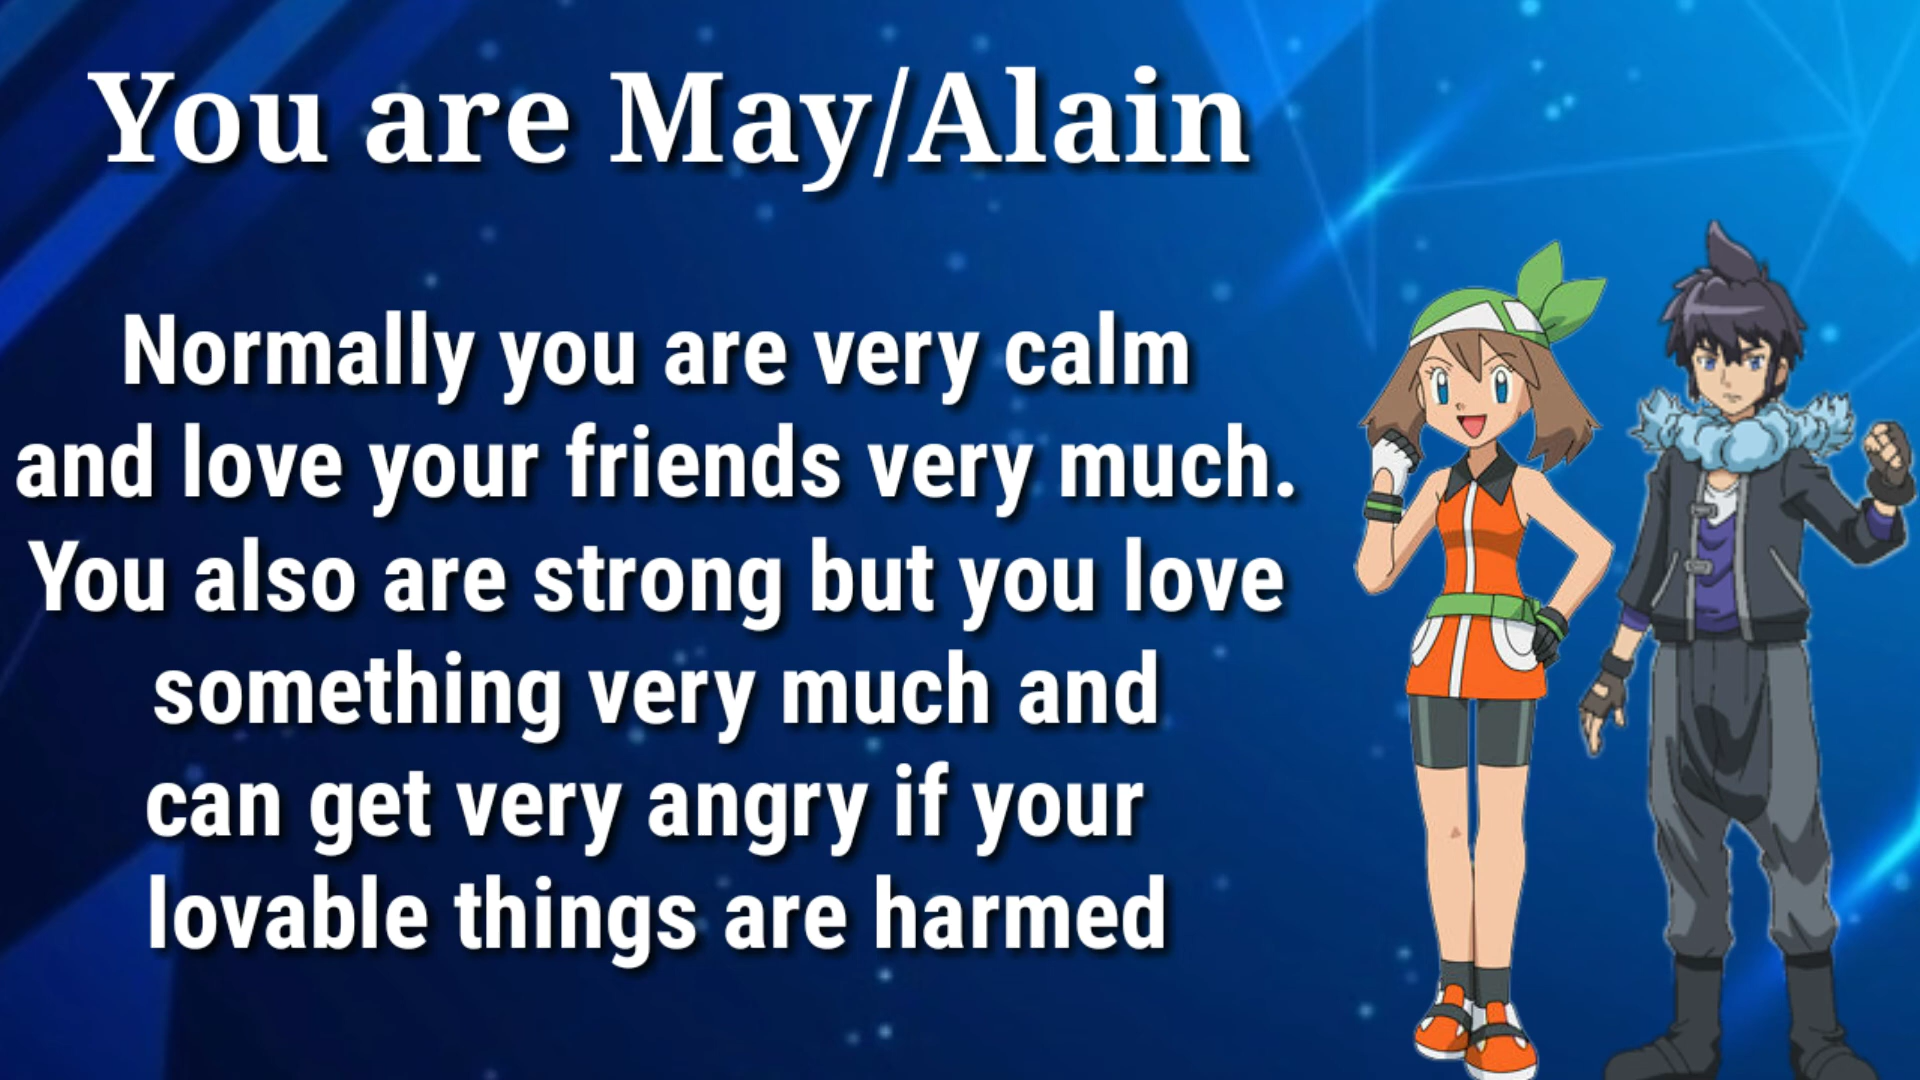 You are May/Alain
Normally you are very calm
and love your friends very much.
You also are strong but you love
something very much and
can get very angry if your
lovable things are harmed